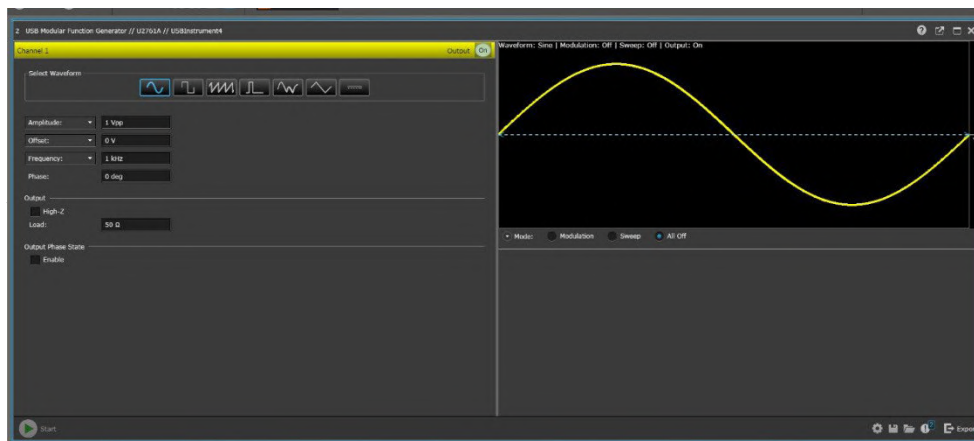 2 USB Modular Function Generator // U2761A // USBInstrument4
Channel 1 Output On
Waveform: Sine | Modulation: Off | Sweep: Off | Output: On
Select Waveform
Amplitude: 1 Vpp
Offset: 0 V
Frequency: 1 kHz
Phase: 0 deg
Output
High-Z
Load: 50 Ω
Output Phase State
Enable
Mode: Modulation Sweep All Off
Start
Expor